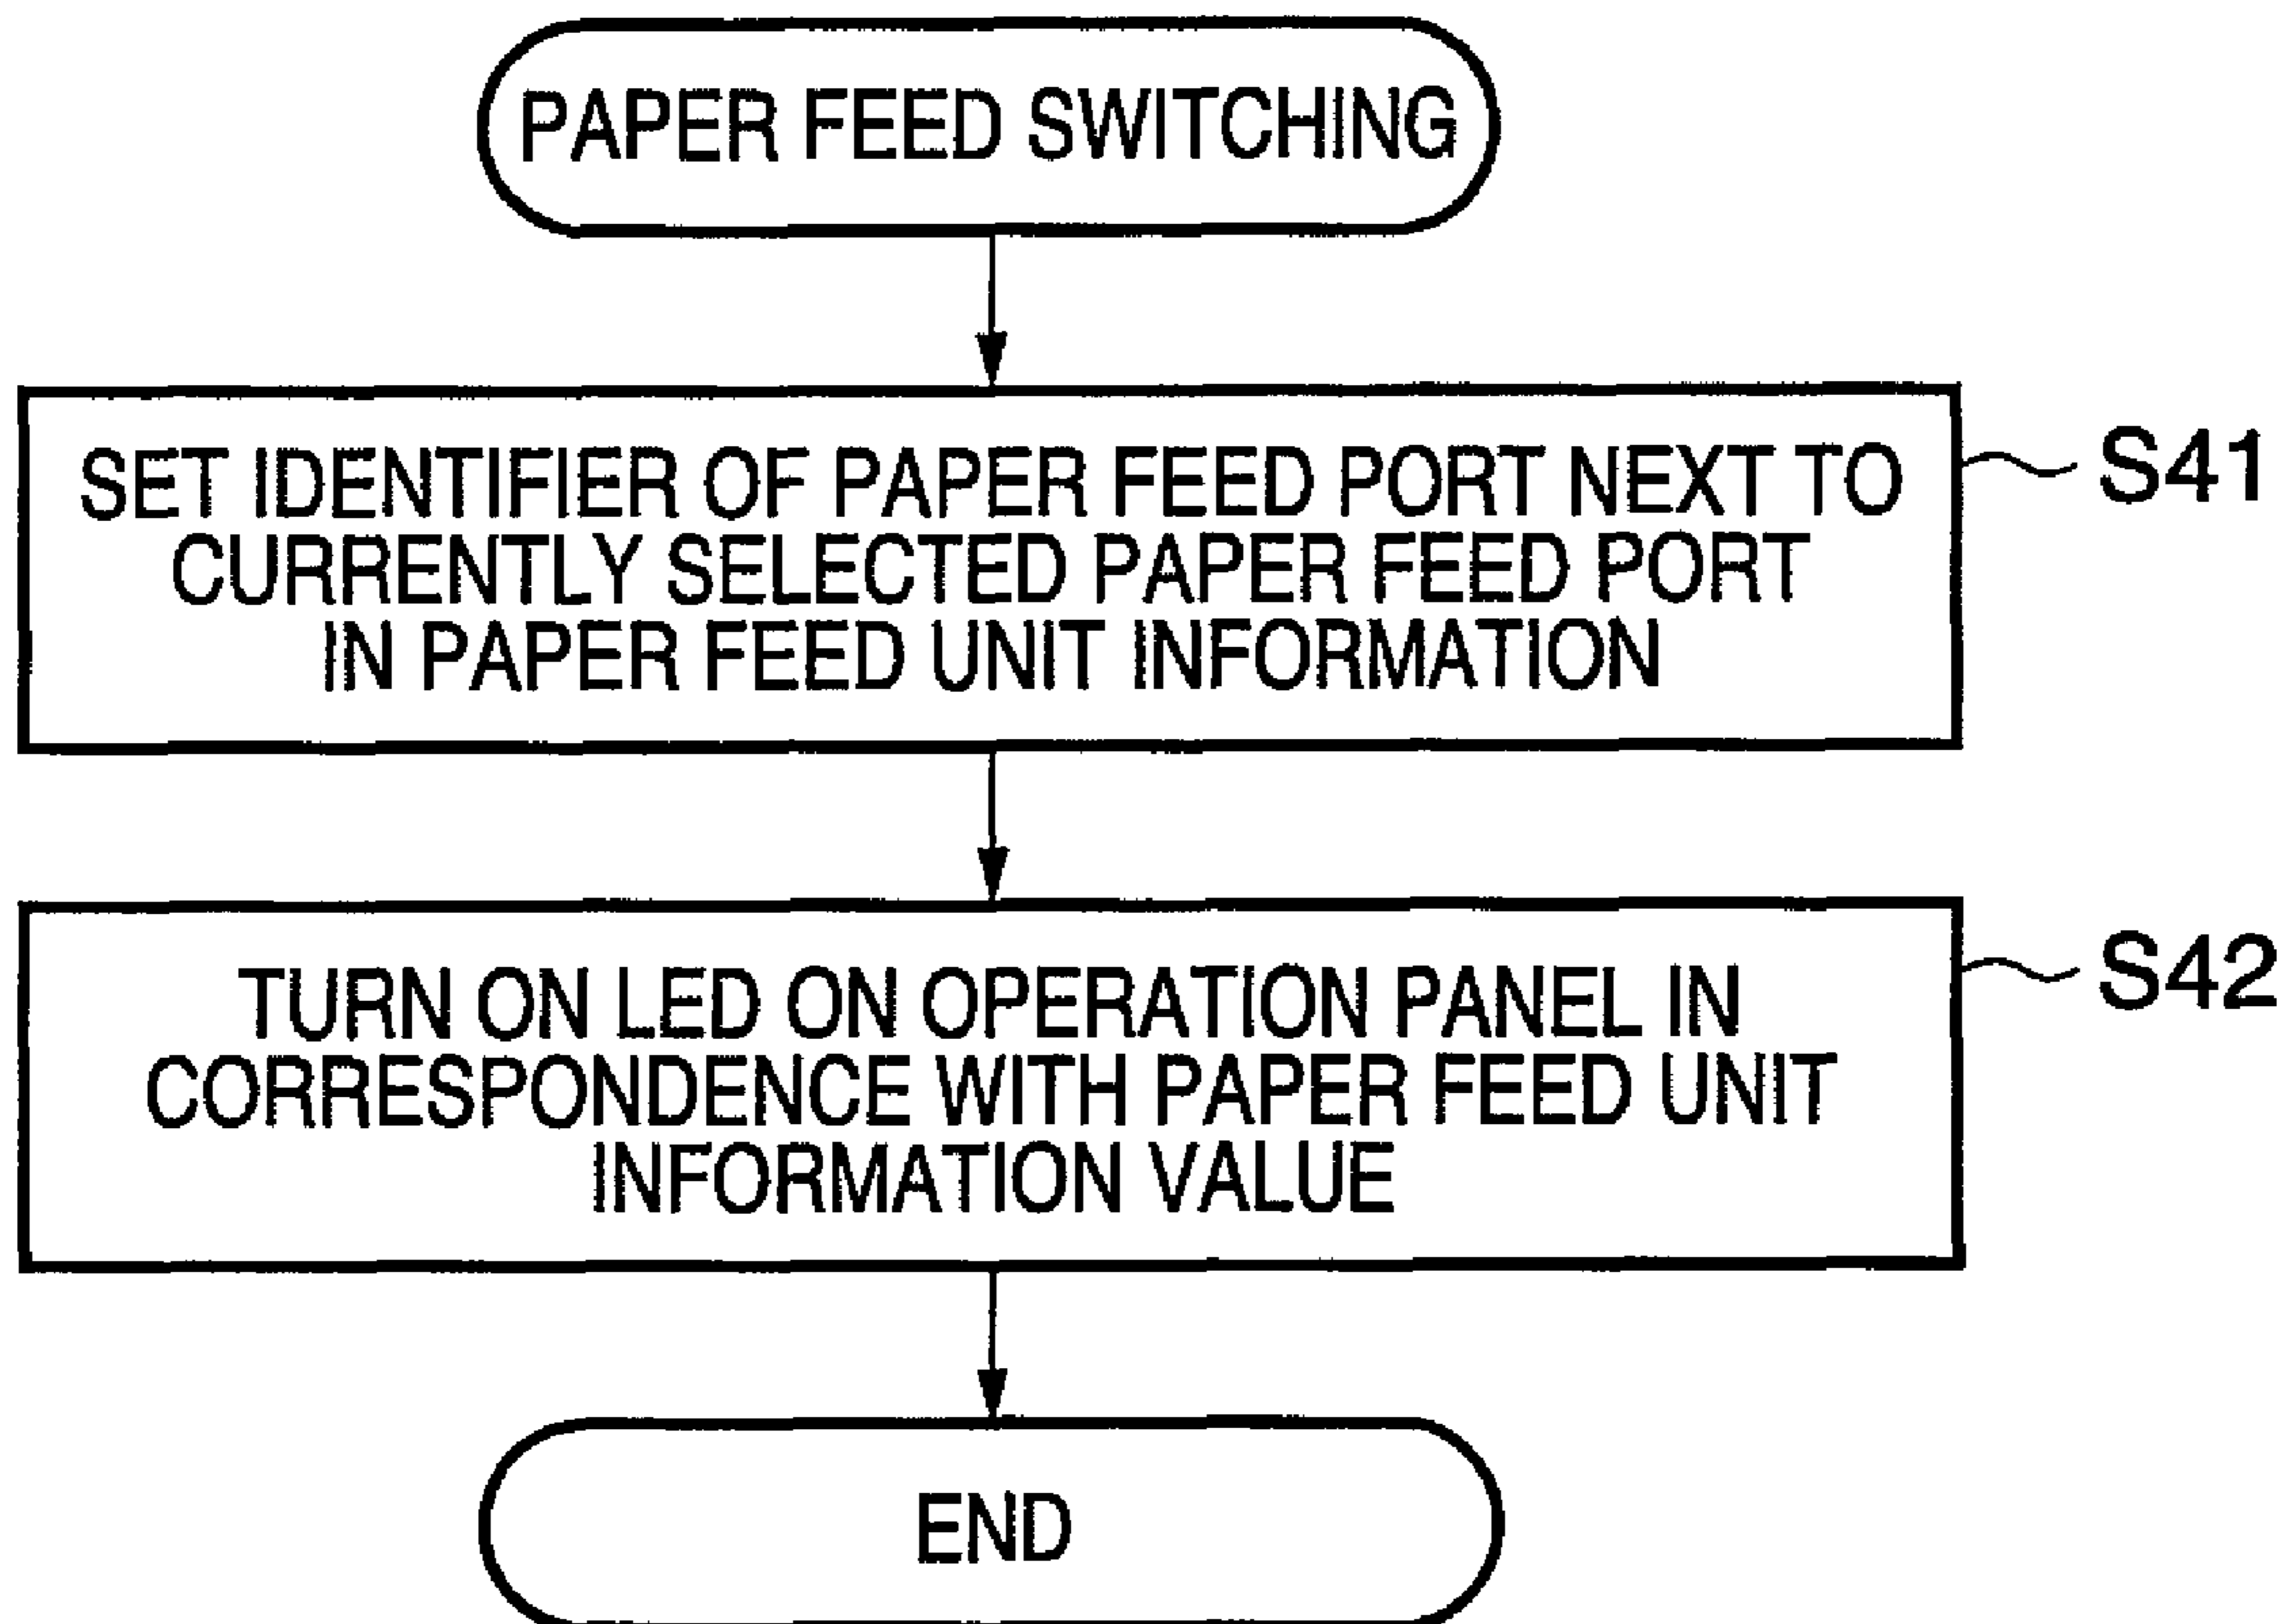 PAPER FEED SWITCHING
SET IDENTIFIER OF PAPER FEED PORT NEXT TO
CURRENTLY SELECTED PAPER FEED PORT
IN PAPER FEED UNIT INFORMATION
S41
TURN ON LED ON OPERATION PANEL IN
CORRESPONDENCE WITH PAPER FEED UNIT
INFORMATION VALUE
S42
END